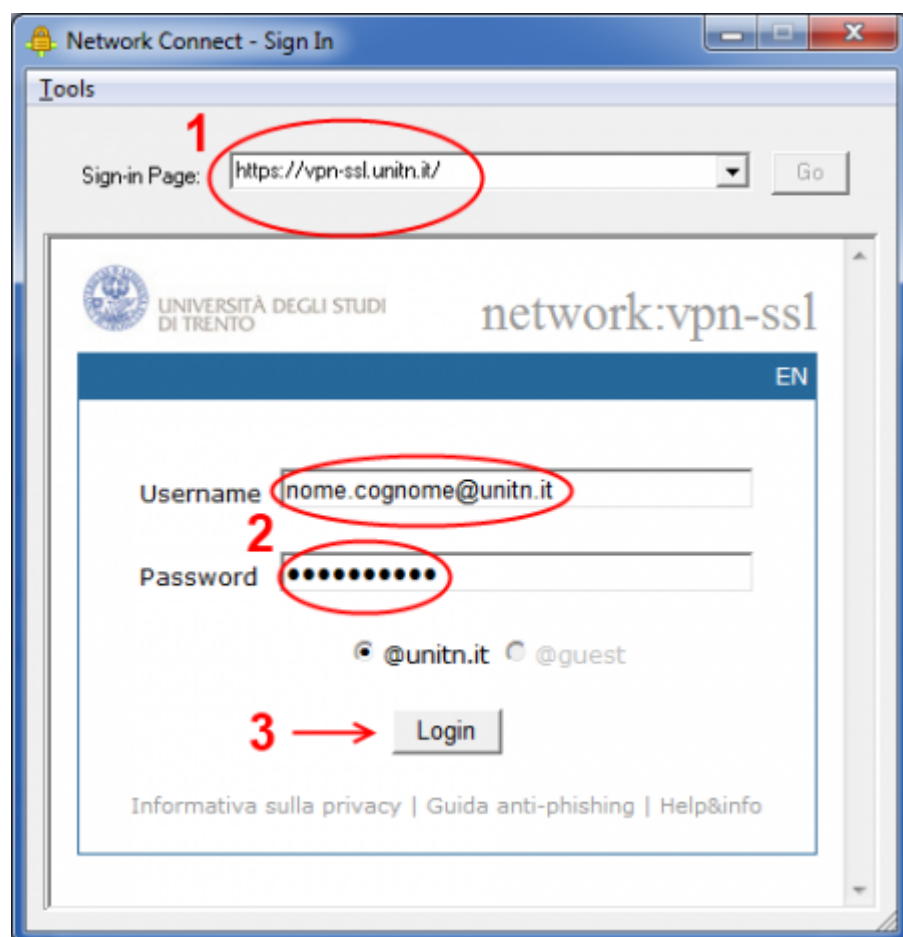 Network Connect - Sign In
Tools
1
Sign-in Page: https://vpn-ssl.unitn.it/ Go
UNIVERSITÀ DEGLI STUDI
DI TRENTO
network:vpn-ssl
EN
Username nome.cognome@unitn.it
2
Password ••••••••••
@unitn.it @guest
3 Login
Informativa sulla privacy | Guida anti-phishing | Help&info